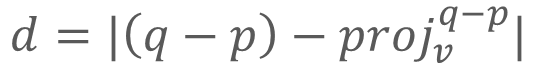 d = |(q − p) − proj_v^{q−p}|